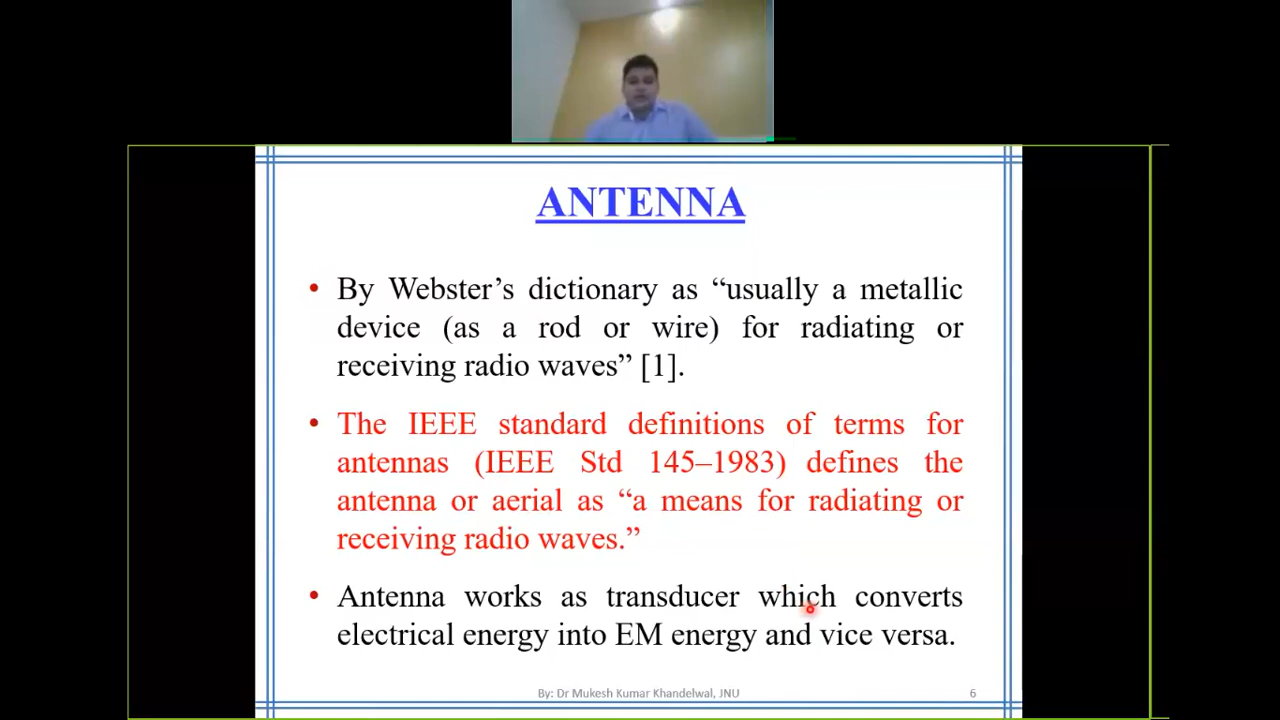 ANTENNA
• By Webster’s dictionary as “usually a metallic
device (as a rod or wire) for radiating or
receiving radio waves” [1].
• The IEEE standard definitions of terms for
antennas (IEEE Std 145–1983) defines the
antenna or aerial as “a means for radiating or
receiving radio waves.”
• Antenna works as transducer which converts
electrical energy into EM energy and vice versa.
By: Dr Mukesh Kumar Khandelwal, JNU
6